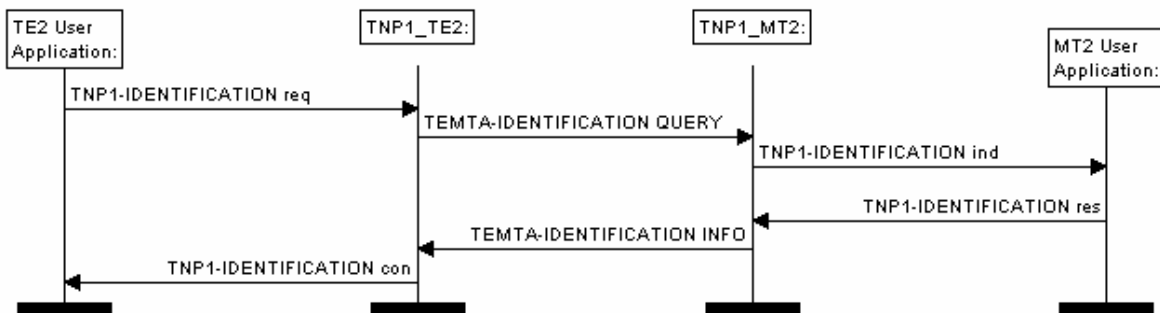 TE2 User
Application:
TNP1_TE2:
TNP1_MT2:
MT2 User
Application:
TNP1-IDENTIFICATION req
TEMTA-IDENTIFICATION QUERY
TNP1-IDENTIFICATION ind
TNP1-IDENTIFICATION res
TEMTA-IDENTIFICATION INFO
TNP1-IDENTIFICATION con